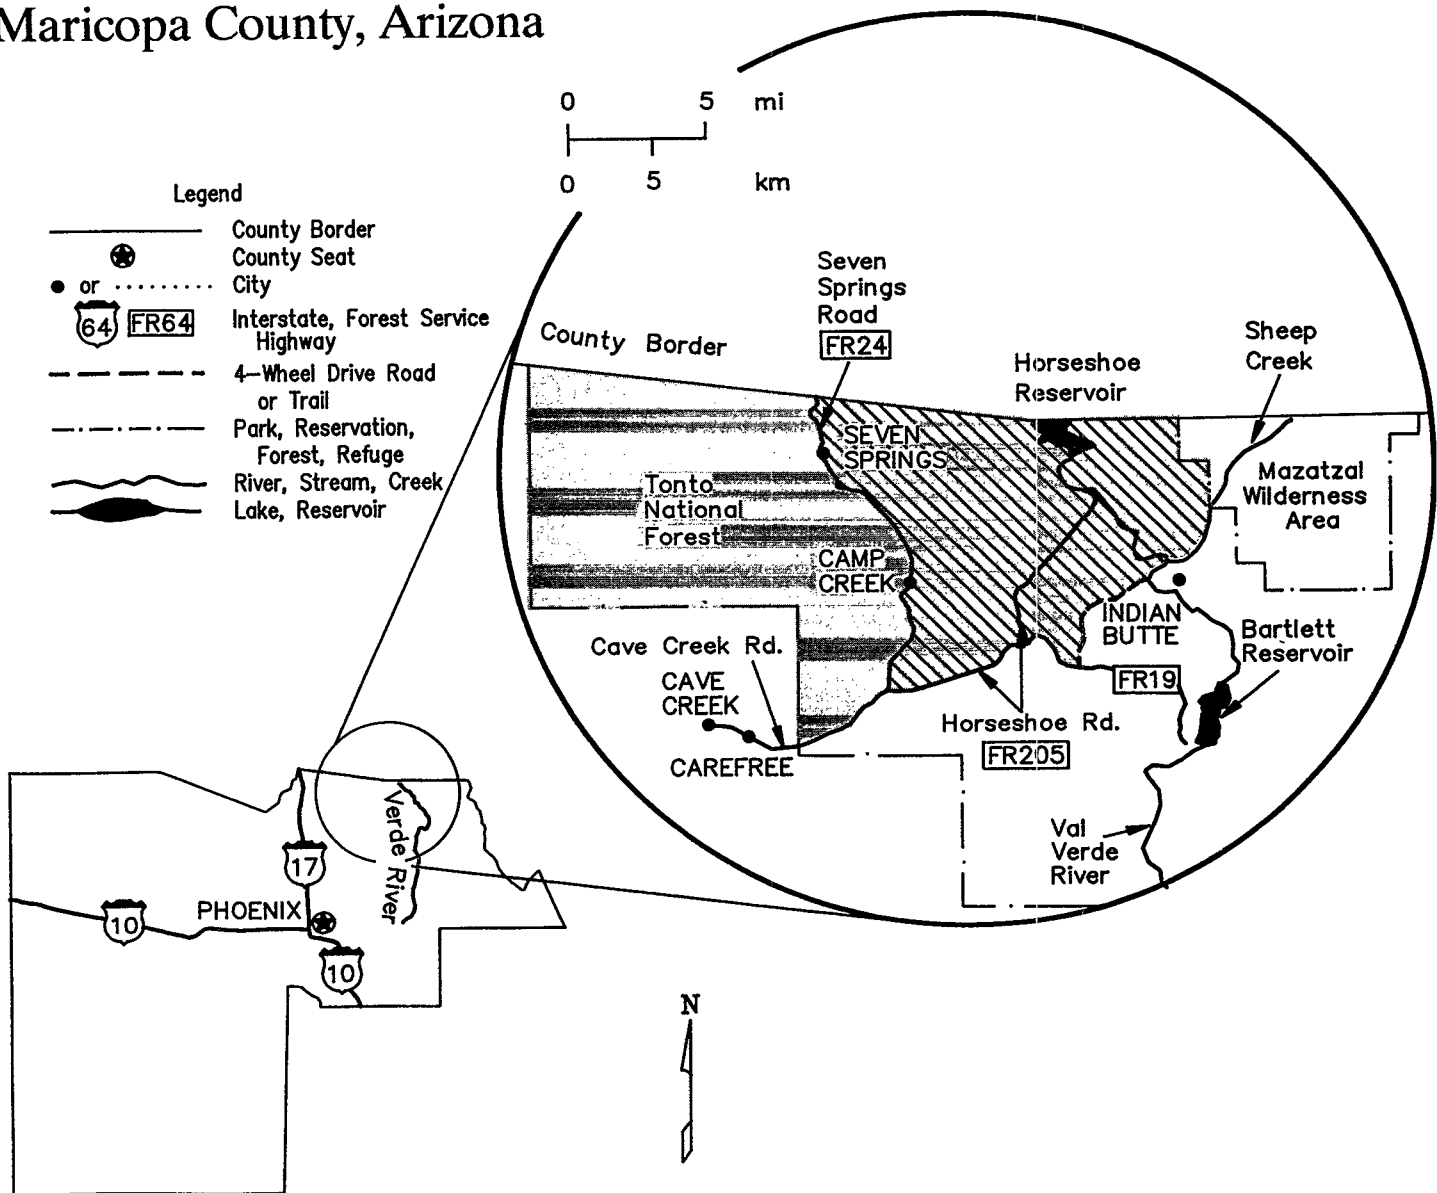 Maricopa County, Arizona
0 5 mi
0 5 km
Legend
County Border
County Seat
or City
64 FR64 Interstate, Forest Service
Highway
4-Wheel Drive Road
or Trail
Park, Reservation,
Forest, Refuge
River, Stream, Creek
Lake, Reservoir
County Border
Seven
Springs
Road
FR24
Horseshoe
Reservoir
Sheep
Creek
SEVEN
SPRINGS
Tonto
National
Forest
Mazatzal
Wilderness
Area
CAMP
CREEK
INDIAN
BUTTE
Cave Creek Rd.
CAVE
CREEK
CAREFREE
Bartlett
Reservoir
FR19
Horseshoe Rd.
FR205
Val
Verde
River
Verde River
17
PHOENIX
10
10
N